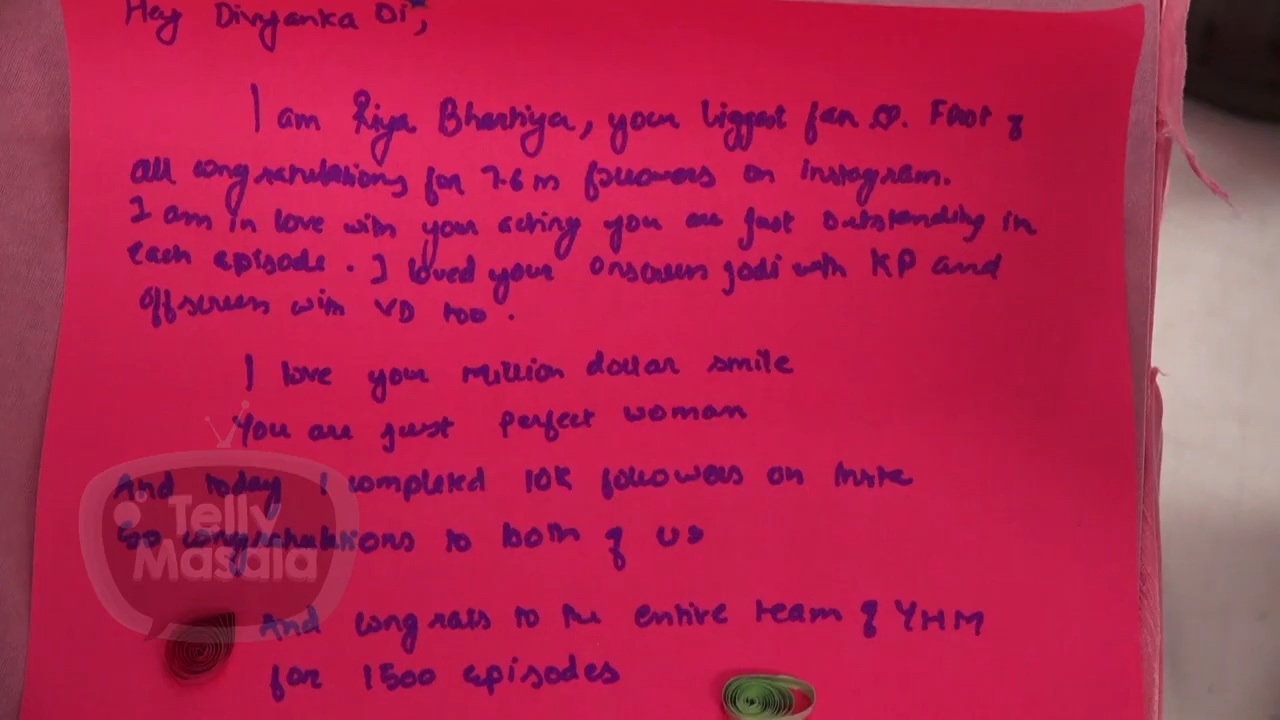 Hey Divyanka Di,
I am Riya Bhartiya, your biggest fan. First of
all congratulations for 7.6 m followers on instagram.
I am in love with your acting you are just outstanding in
each episode. I loved your onscreen jodi with KP and
offscreen with VD too.
I love your million dollar smile
You are just perfect woman
And today I completed 10K followers on Insta
So congratulations to both of us
And congrats to the entire team of YHM
for 1500 episodes
Telly
Masala